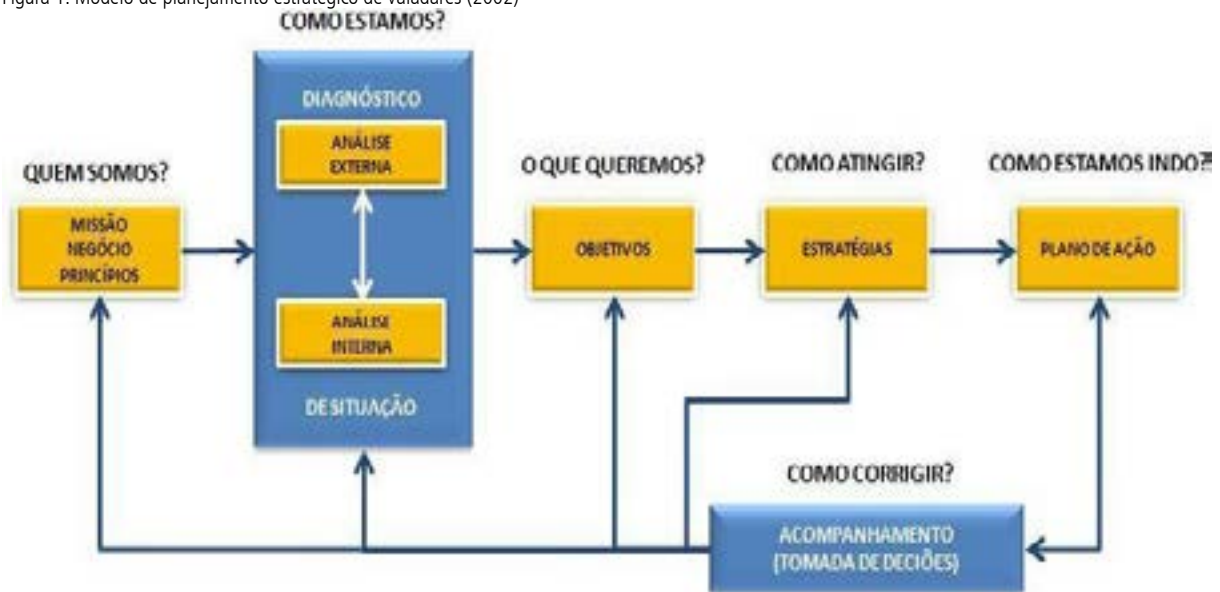 Figura 1: Modelo de planejamento estratégico de Valadares (2002)
COMO ESTAMOS?
DIAGNÓSTICO
ANÁLISE
EXTERNA
ANÁLISE
INTERNA
DE SITUAÇÃO
QUEM SOMOS?
MISSÃO
NEGÓCIO
PRINCÍPIOS
O QUE QUEREMOS?
OBJETIVOS
COMO ATINGIR?
ESTRATÉGIAS
COMO ESTAMOS INDO?
PLANO DE AÇÃO
COMO CORRIGIR?
ACOMPANHAMENTO
(TOMADA DE DECIÕES)